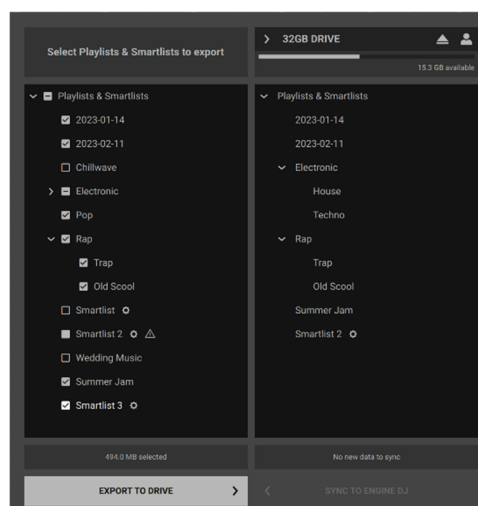 Select Playlists & Smartlists to export
32GB DRIVE
15.3 GB available
Playlists & Smartlists
2023-01-14
2023-02-11
Chillwave
Electronic
Pop
Rap
Trap
Old Scool
Smartlist
Smartlist 2
Wedding Music
Summer Jam
Smartlist 3
Playlists & Smartlists
2023-01-14
2023-02-11
Electronic
House
Techno
Rap
Trap
Old Scool
Summer Jam
Smartlist 2
494.0 MB selected
No new data to sync
EXPORT TO DRIVE
SYNC TO ENGINE DJ